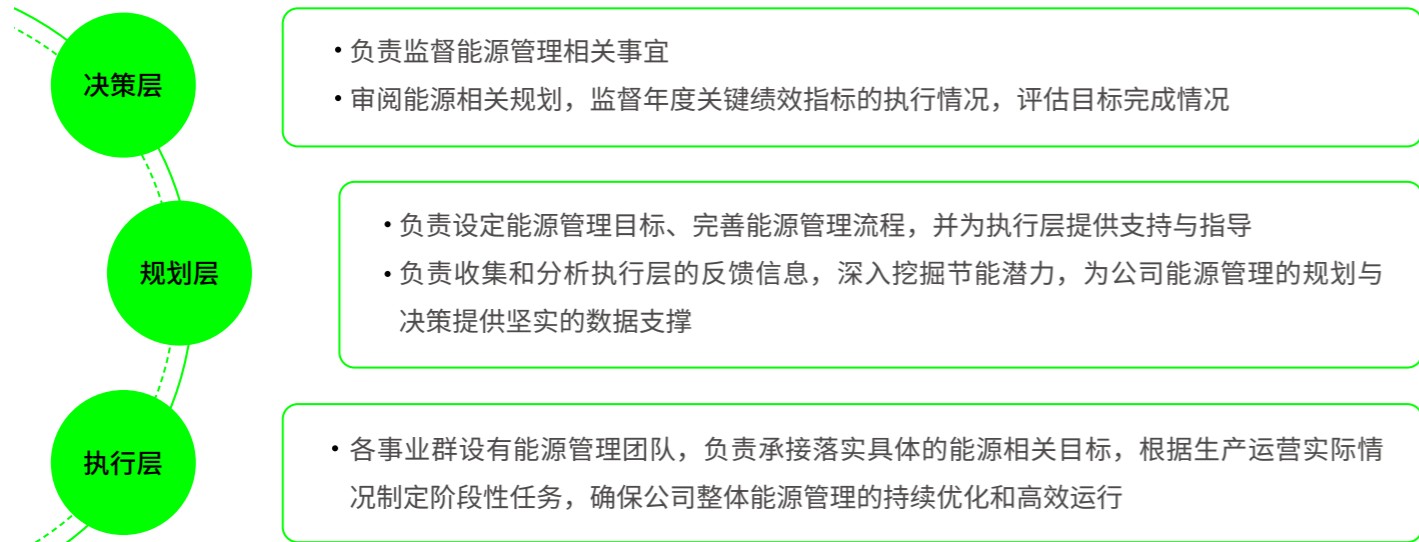 决策层
• 负责监督能源管理相关事宜
• 审阅能源相关规划，监督年度关键绩效指标的执行情况，评估目标完成情况
规划层
• 负责设定能源管理目标、完善能源管理流程，并为执行层提供支持与指导
• 负责收集和分析执行层的反馈信息，深入挖掘节能潜力，为公司能源管理的规划与
决策提供坚实的数据支撑
执行层
• 各事业群设有能源管理团队，负责承接落实具体的能源相关目标，根据生产运营实际情
况制定阶段性任务，确保公司整体能源管理的持续优化和高效运行